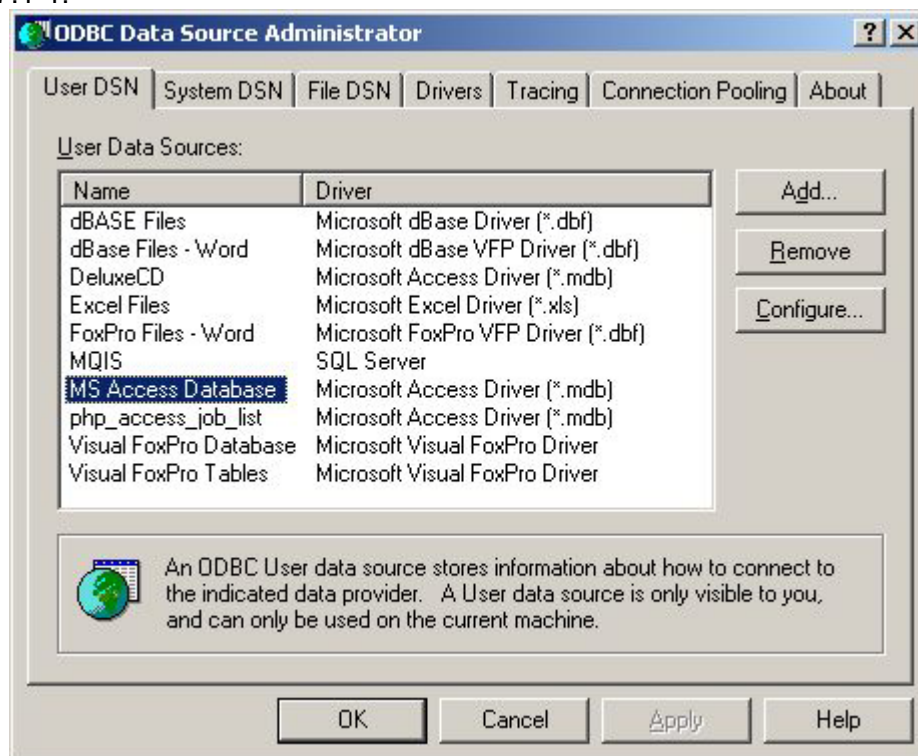 ODBC Data Source Administrator
User DSN System DSN File DSN Drivers Tracing Connection Pooling About
User Data Sources:
Name Driver
dBASE Files Microsoft dBase Driver (*.dbf)
dBase Files - Word Microsoft dBase VFP Driver (*.dbf)
DeluxeCD Microsoft Access Driver (*.mdb)
Excel Files Microsoft Excel Driver (*.xls)
FoxPro Files - Word Microsoft FoxPro VFP Driver (*.dbf)
MQIS SQL Server
MS Access Database Microsoft Access Driver (*.mdb)
php_access_job_list Microsoft Access Driver (*.mdb)
Visual FoxPro Database Microsoft Visual FoxPro Driver
Visual FoxPro Tables Microsoft Visual FoxPro Driver
Add...
Remove
Configure...
An ODBC User data source stores information about how to connect to
the indicated data provider. A User data source is only visible to you,
and can only be used on the current machine.
OK Cancel Apply Help